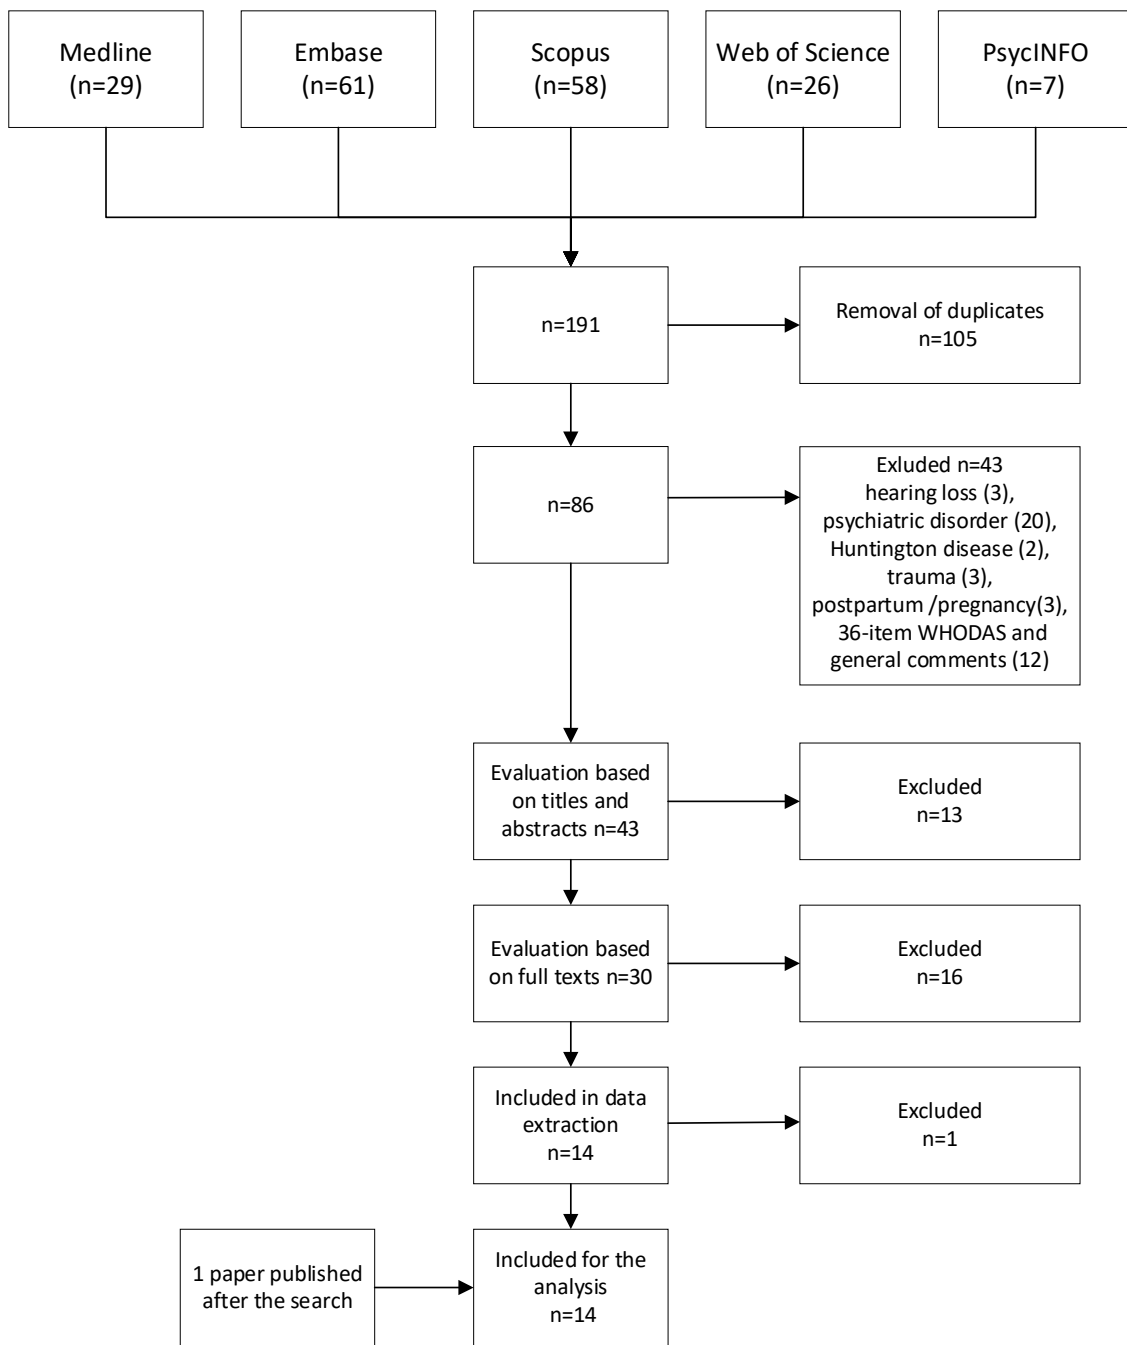 Medline
(n=29)
Embase
(n=61)
Scopus
(n=58)
Web of Science
(n=26)
PsycINFO
(n=7)
n=191
Removal of duplicates
n=105
n=86
Exluded n=43
hearing loss (3),
psychiatric disorder (20),
Huntington disease (2),
trauma (3),
postpartum /pregnancy(3),
36-item WHODAS and
general comments (12)
Evaluation based
on titles and
abstracts n=43
Excluded
n=13
Evaluation based
on full texts n=30
Excluded
n=16
Included in data
extraction
n=14
Excluded
n=1
1 paper published
after the search
Included for the
analysis
n=14